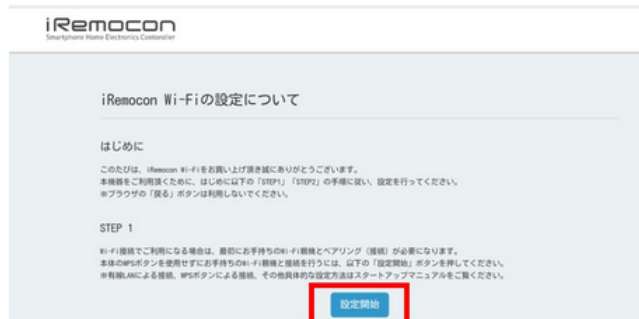 iRemocon
Smartphone Home Electronics Controller
iRemocon Wi-Fiの設定について
はじめに
このたびは、iRemocon Wi-Fiをお買い上げ頂き誠にありがとうございます。
本機器をご利用頂くために、はじめに以下の「STEP1」「STEP2」の手順に従い、設定を行ってください。
※ブラウザの「戻る」ボタンは利用しないでください。
STEP 1
Wi-Fi接続でご利用になる場合は、最初にお手持ちのWi-Fi親機とペアリング（接続）が必要になります。
本体のWPSボタンを使用せずにお手持ちのWi-Fi親機と接続を行うには、以下の「設定開始」ボタンを押してください。
※有線LANによる接続、WPSボタンによる接続、その他具体的な設定方法はスタートアップマニュアルをご覧ください。
設定開始